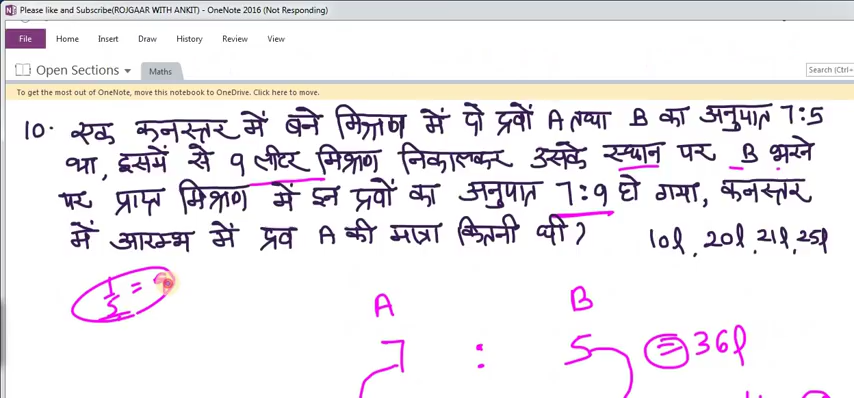 Please like and Subscribe(ROJGAAR WITH ANKIT) - OneNote 2016 (Not Responding)
File Home Insert Draw History Review View
Open Sections Maths Search (Ctrl+
To get the most out of OneNote, move this notebook to OneDrive. Click here to move.
10. एक कनस्तर में बने मिश्रण में दो द्रवों A तथा B का अनुपात 7:5
था, इसमें से 9 लीटर मिश्रण निकालकर उसके स्थान पर B भरने
पर प्राप्त मिश्रण में इन द्रवों का अनुपात 7:9 हो गया, कनस्तर
में आरम्भ में द्रव A की मात्रा कितनी थी?
10l, 20l, 21l, 25l
A B
7 : 5 = 36l